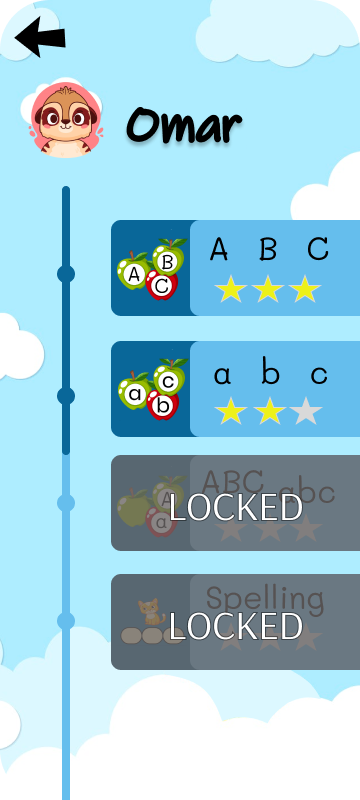 Omar
A B C
A B C
a b c
a c b
ABC abc
A a
LOCKED
Spelling
LOCKED